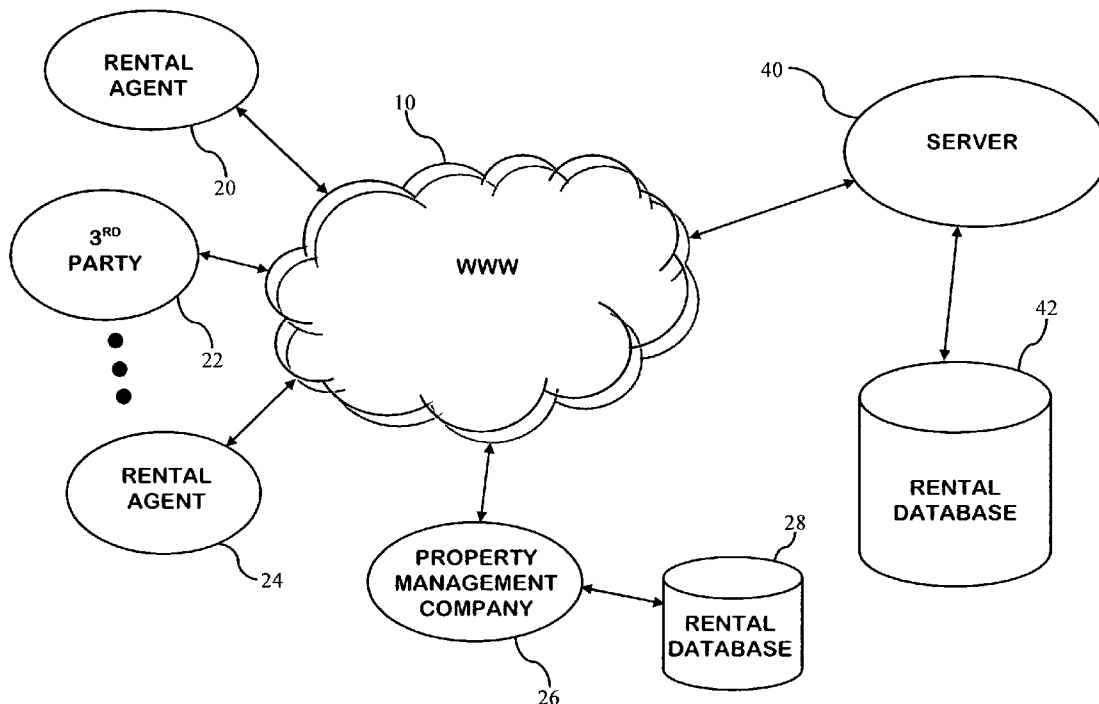 RENTAL
AGENT
20
10
40
SERVER
3RD
PARTY
22
WWW
42
RENTAL
AGENT
24
RENTAL
DATABASE
PROPERTY
MANAGEMENT
COMPANY
26
28
RENTAL
DATABASE